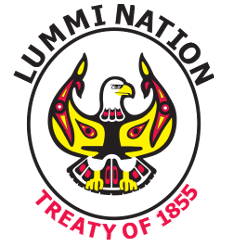 LUMMI NATION
TREATY OF 1855